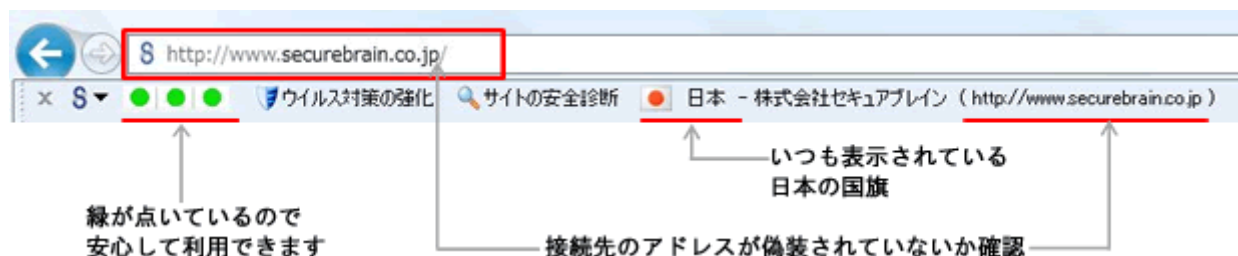 http://www.securebrain.co.jp/
× S▼ ウイルス対策の強化 サイトの安全診断 日本 - 株式会社セキュアブレイン ( http://www.securebrain.co.jp )
いつも表示されている
日本の国旗
緑が点いているので
安心して利用できます
接続先のアドレスが偽装されていないか確認